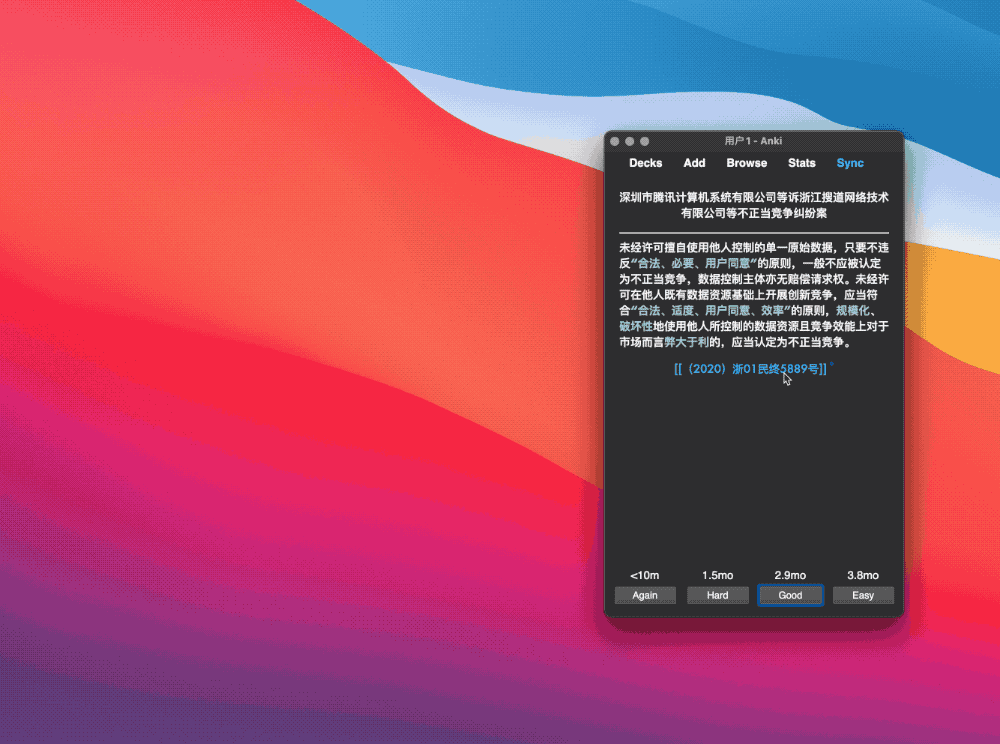 用户1 - Anki
Decks Add Browse Stats Sync
深圳市腾讯计算机系统有限公司等诉浙江搜道网络技术
有限公司等不正当竞争纠纷案
未经许可擅自使用他人控制的单一原始数据，只要不违
反“合法、必要、用户同意”的原则，一般不应被认定
为不正当竞争，数据控制主体亦无赔偿请求权。未经许
可在他人既有数据资源基础上开展创新竞争，应当符
合“合法、适度、用户同意、效率”的原则，规模化、
破坏性地使用他人所控制的数据资源且竞争效能上对于
市场而言弊大于利的，应当认定为不正当竞争。
[[（2020）浙01民终5889号]]°
<10m 1.5mo 2.9mo 3.8mo
Again Hard Good Easy